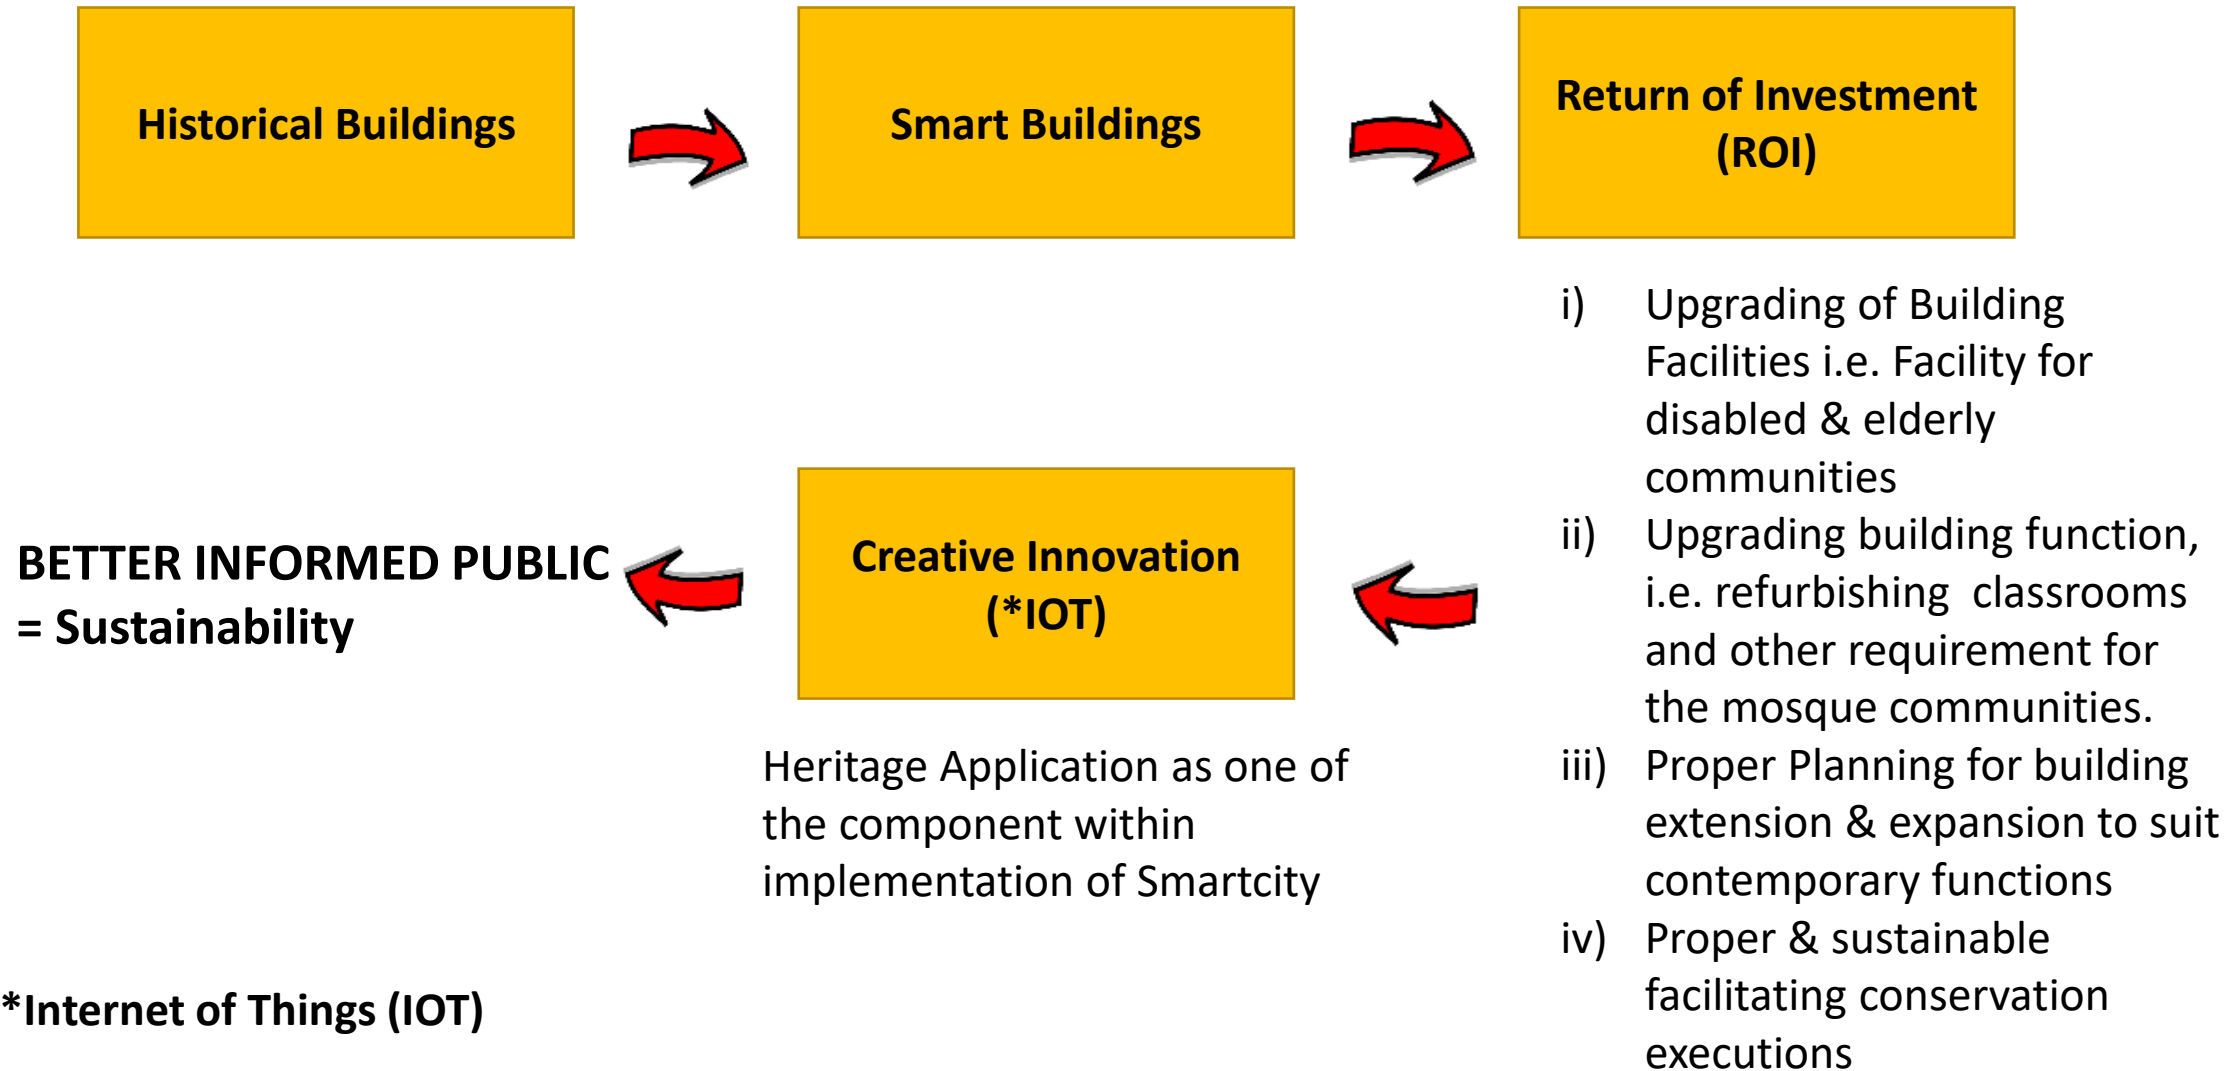 Historical Buildings
Smart Buildings
Return of Investment
(ROI)
i) Upgrading of Building
Facilities i.e. Facility for
disabled & elderly
communities
ii) Upgrading building function,
i.e. refurbishing classrooms
and other requirement for
the mosque communities.
iii) Proper Planning for building
extension & expansion to suit
contemporary functions
iv) Proper & sustainable
facilitating conservation
executions
Creative Innovation
(*IOT)
Heritage Application as one of
the component within
implementation of Smartcity
BETTER INFORMED PUBLIC
= Sustainability
*Internet of Things (IOT)